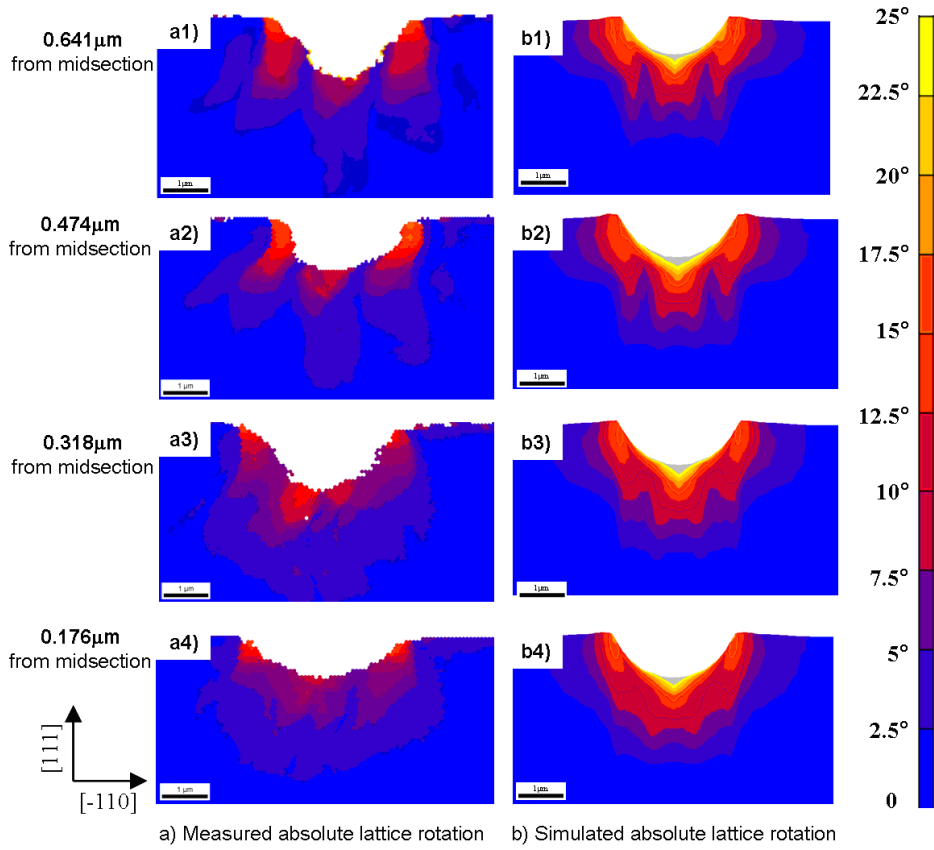 0.641μm
from midsection
a1)
1μm
b1)
1μm
0.474μm
from midsection
a2)
1 μm
b2)
1μm
0.318μm
from midsection
a3)
1 μm
b3)
1μm
0.176μm
from midsection
a4)
1 μm
b4)
1μm
[111]
[-110]
a) Measured absolute lattice rotation
b) Simulated absolute lattice rotation
25°
22.5°
20°
17.5°
15°
12.5°
10°
7.5°
5°
2.5°
0